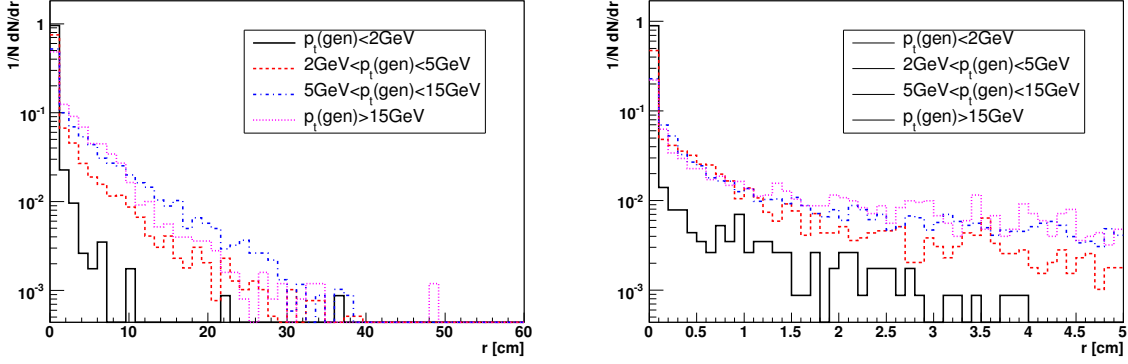 1/N dN/dr
1
10⁻¹
10⁻²
10⁻³
p_t(gen)<2GeV
2GeV<p_t(gen)<5GeV
5GeV<p_t(gen)<15GeV
p_t(gen)>15GeV
0 10 20 30 40 50 60
r [cm]
1/N dN/dr
1
10⁻¹
10⁻²
10⁻³
p_t(gen)<2GeV
2GeV<p_t(gen)<5GeV
5GeV<p_t(gen)<15GeV
p_t(gen)>15GeV
0 0.5 1 1.5 2 2.5 3 3.5 4 4.5 5
r [cm]